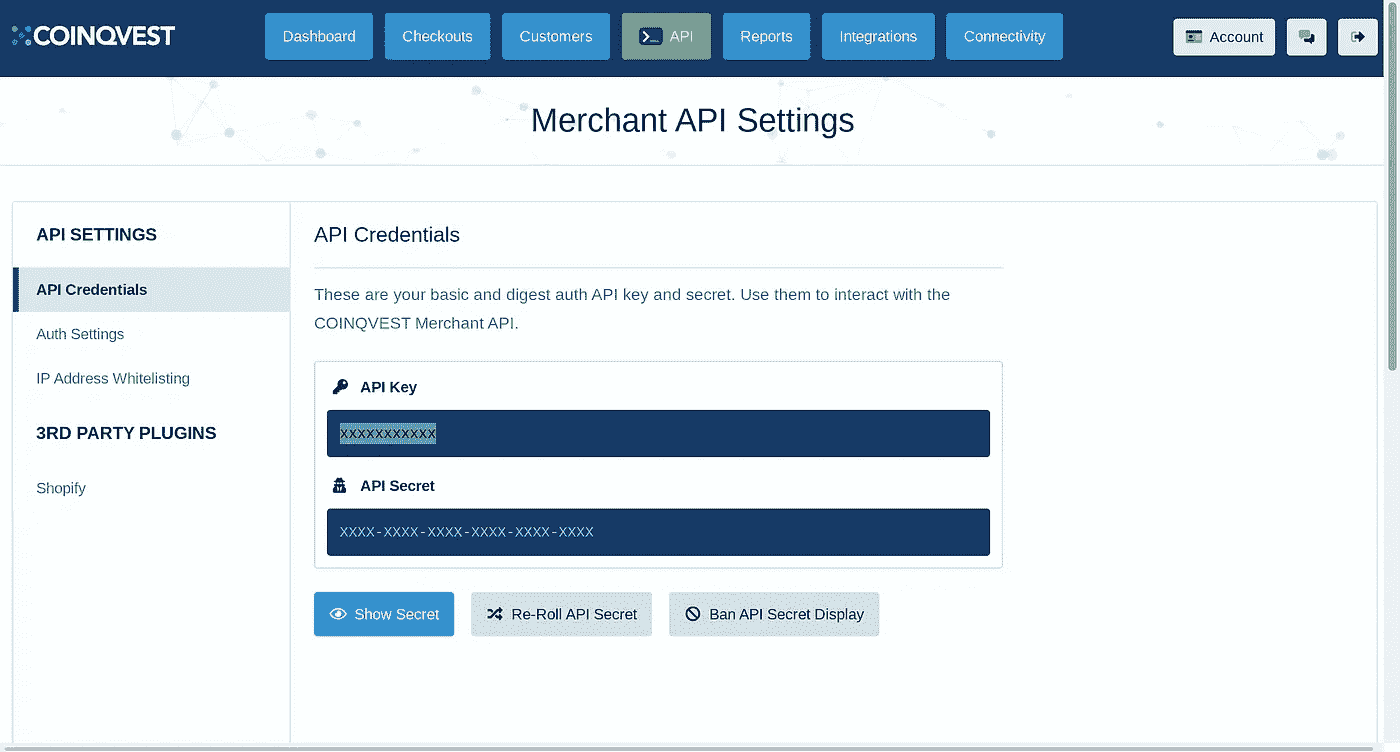 COINQVEST
Dashboard
Checkouts
Customers
API
Reports
Integrations
Connectivity
Account
Merchant API Settings
API SETTINGS
API Credentials
Auth Settings
IP Address Whitelisting
3RD PARTY PLUGINS
Shopify
API Credentials
These are your basic and digest auth API key and secret. Use them to interact with the
COINQVEST Merchant API.
API Key
XXXXXXXXXXX
API Secret
XXXX-XXXX-XXXX-XXXX-XXXX-XXXX
Show Secret
Re-Roll API Secret
Ban API Secret Display